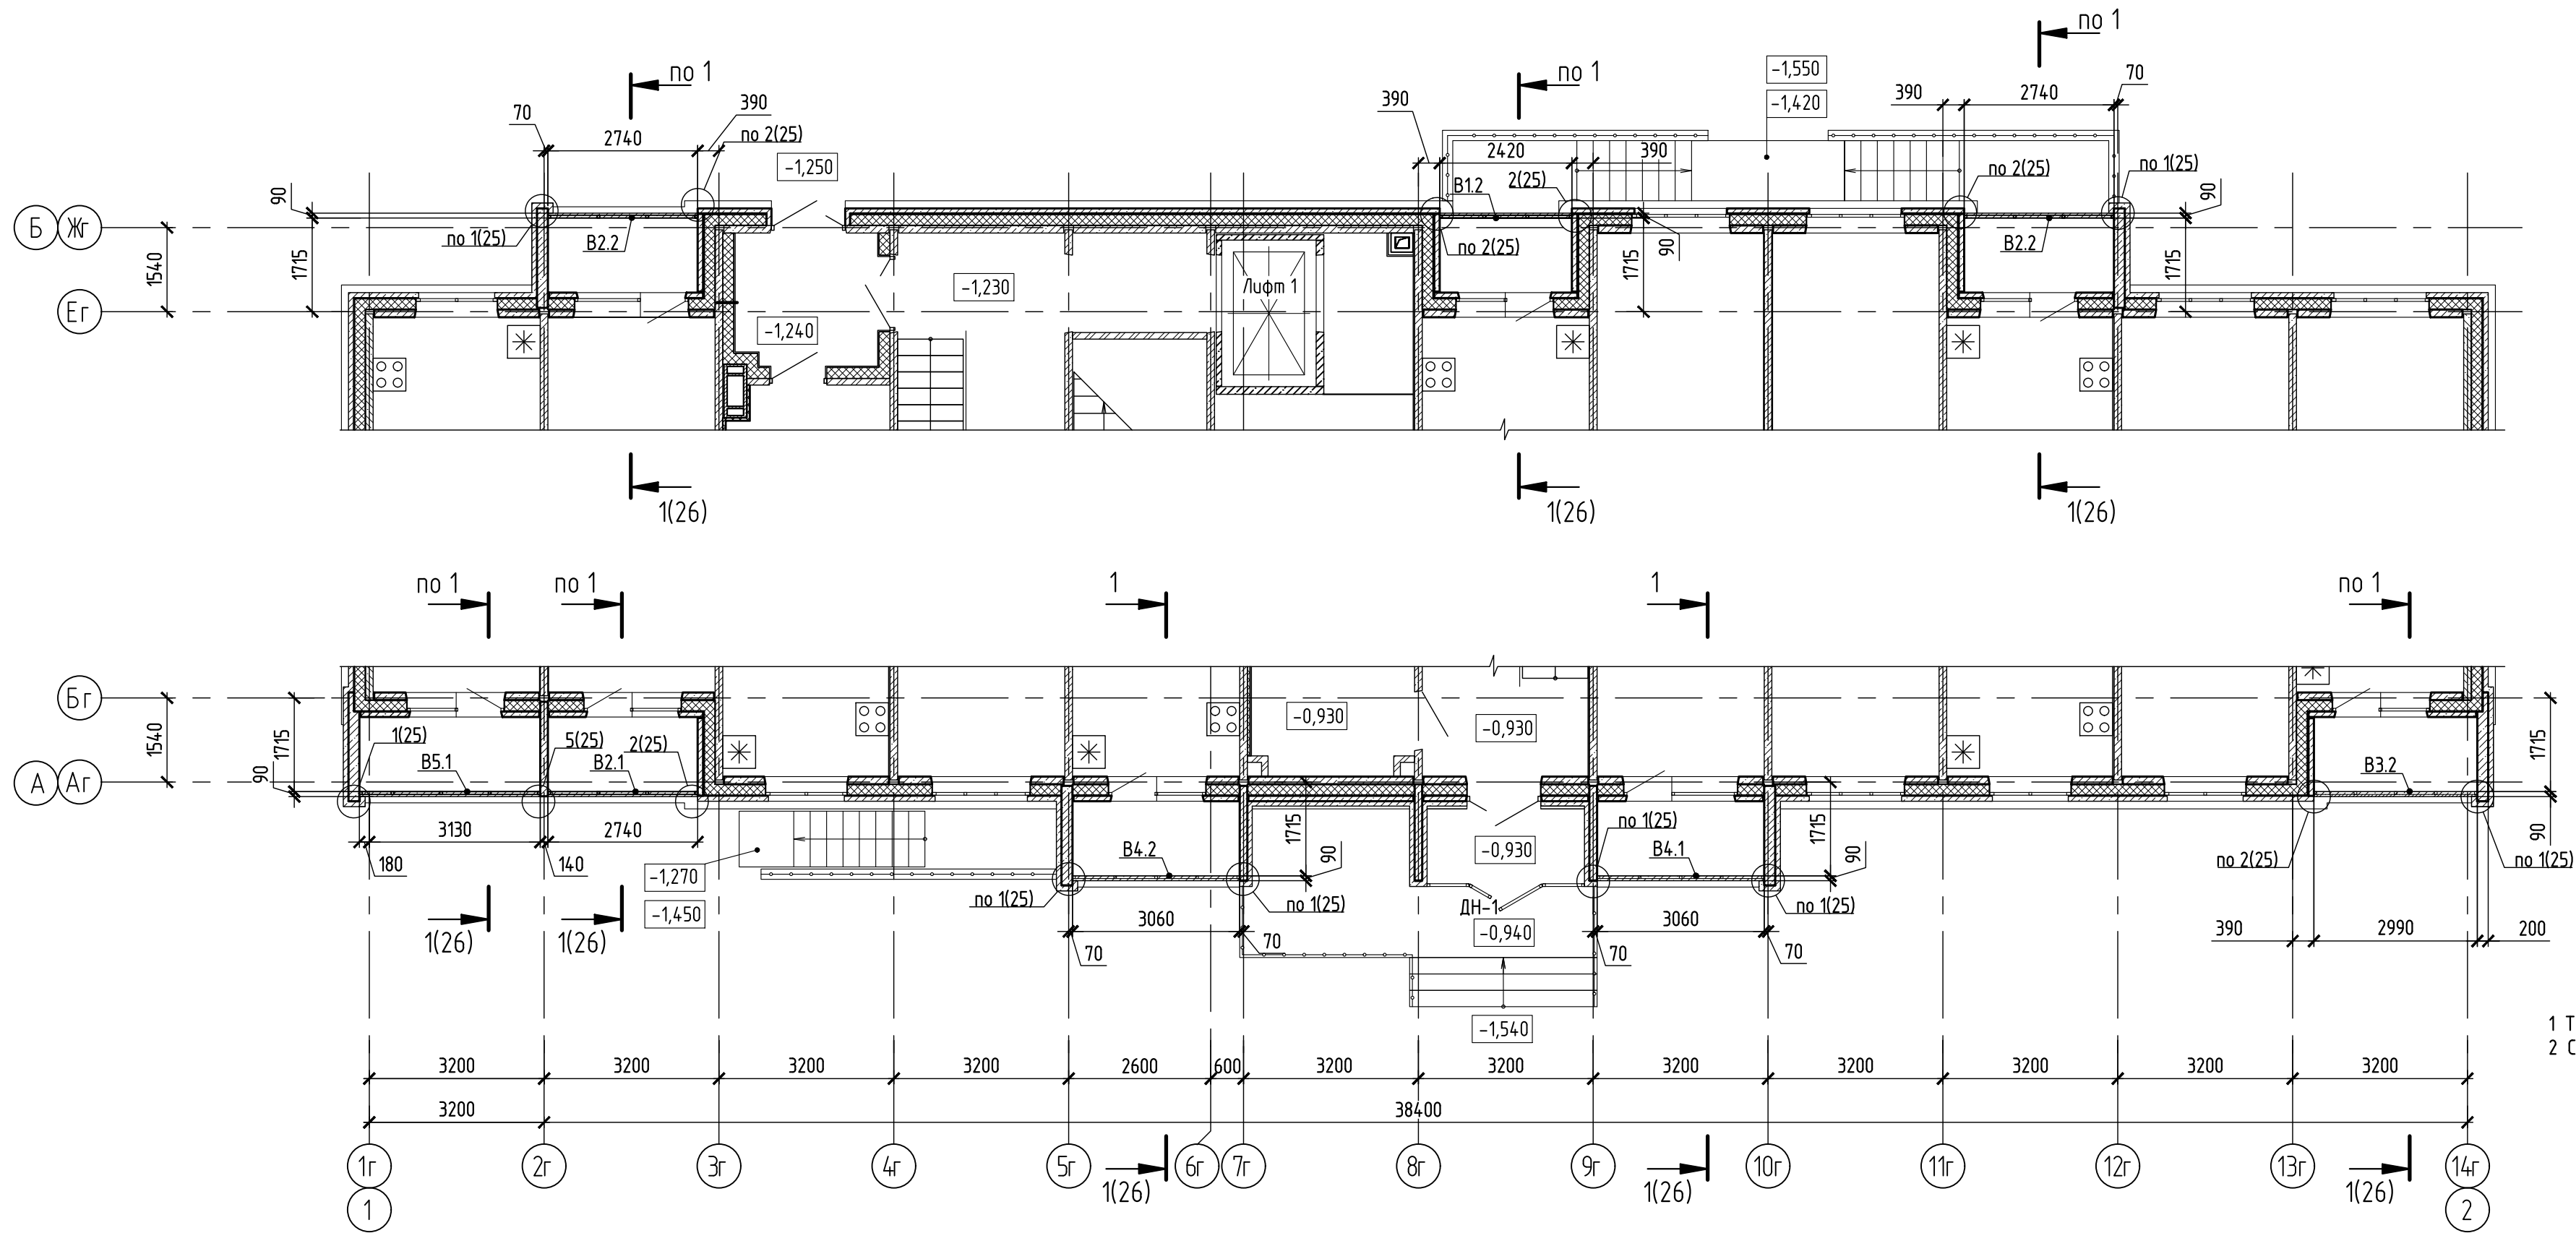 по 1
по 1
по 1
-1,550
70
390
-1,420
390
390
2740
70
2740
по 2(25)
2420
390
-1,250
90
В1.2
2(25)
по 2(25)
по 1(25)
90
Б
Жг
по 1(25)
В2.2
по 2(25)
90
В2.2
1540
1715
-1,230
Лифт 1
1715
1715
Ег
-1,240
1(26)
1(26)
1(26)
по 1
по 1
1
1
по 1
Бг
1540
1715
1(25)
5(25)
2(25)
-0,930
-0,930
1715
90
В5.1
В2.1
В3.2
А
Аг
3130
2740
1715
по 1(25)
1715
90
180
140
-1,270
В4.2
90
-0,930
В4.1
90
по 2(25)
по 1(25)
-1,450
по 1(25)
по 1(25)
ДН-1
по 1(25)
1(26)
1(26)
3060
70
-0,940
3060
390
2990
200
70
70
70
-1,540
1 Т
2 С
3200
3200
3200
3200
2600
600
3200
3200
3200
3200
3200
3200
3200
3200
38400
1г
2г
3г
4г
5г
6г
7г
8г
9г
10г
11г
12г
13г
14г
1(26)
1(26)
1(26)
1
2